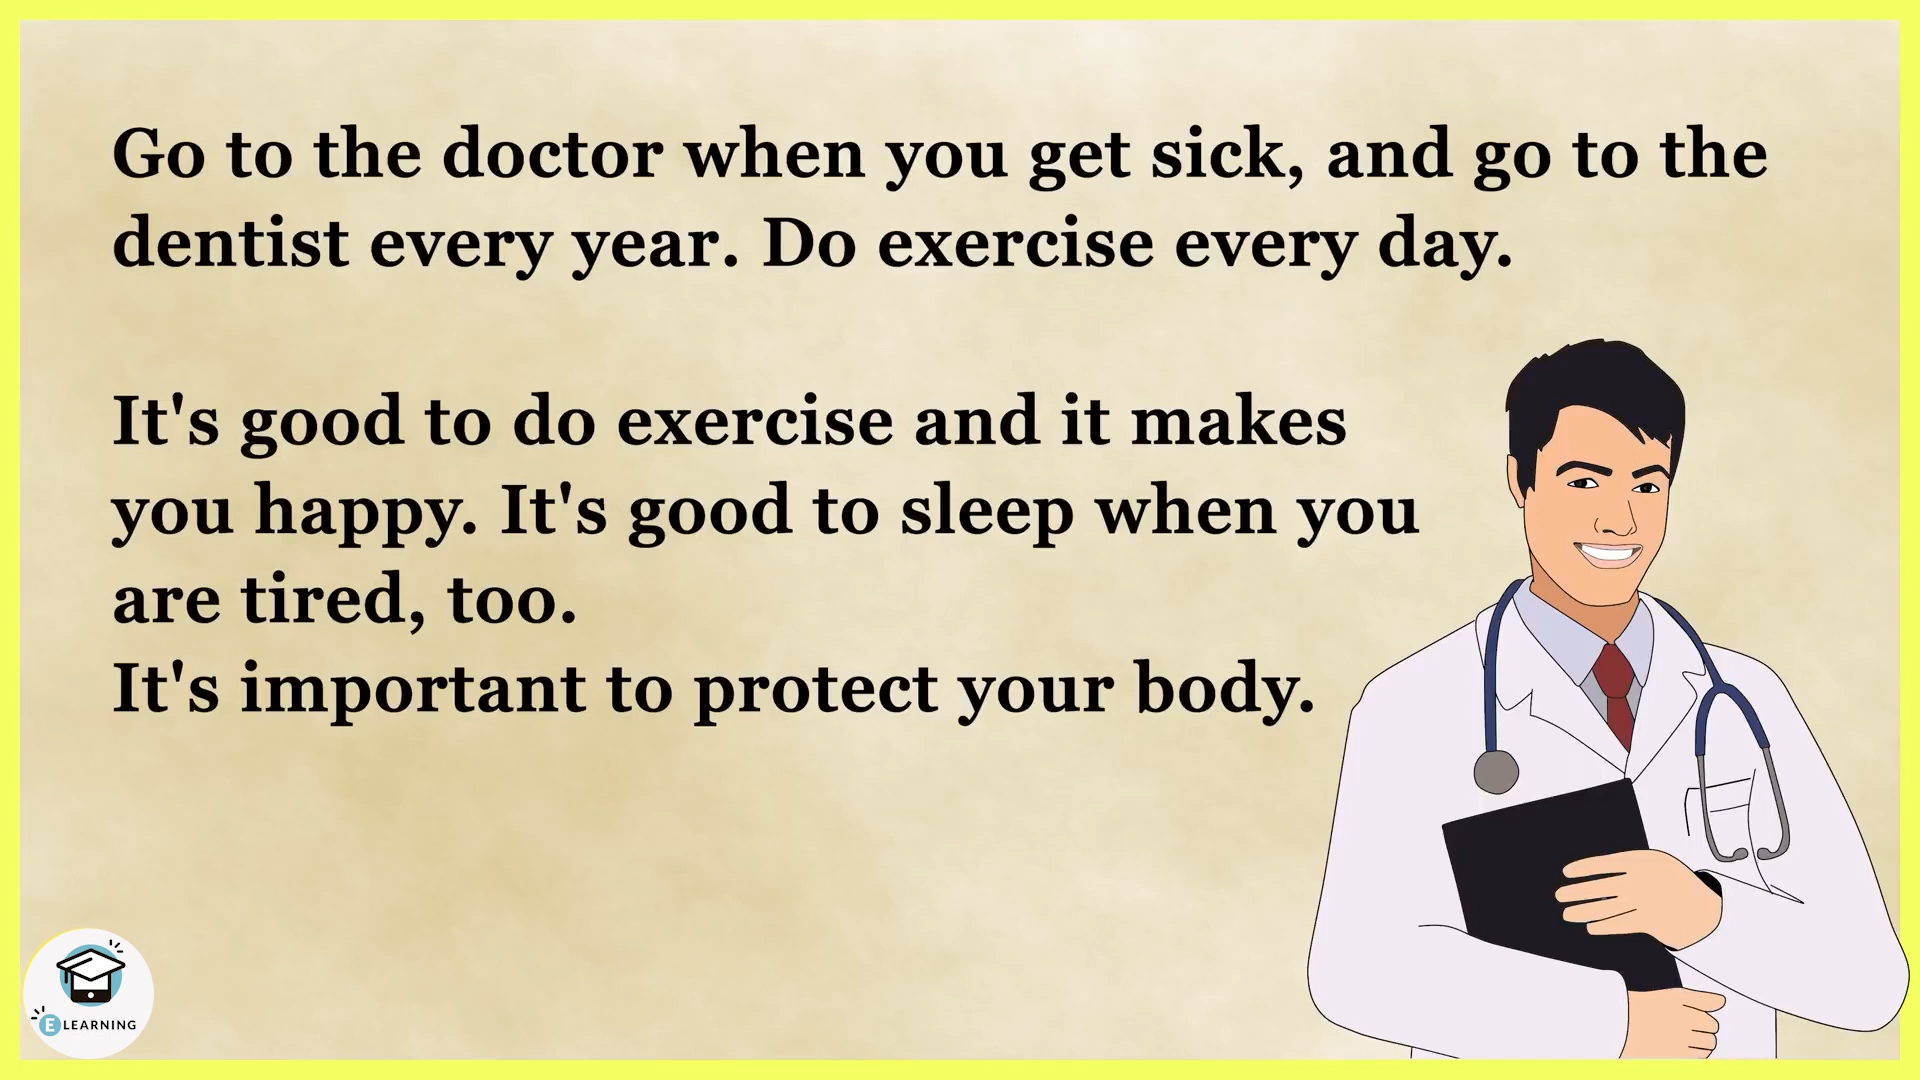 Go to the doctor when you get sick, and go to the
dentist every year. Do exercise every day.
It's good to do exercise and it makes
you happy. It's good to sleep when you
are tired, too.
It's important to protect your body.
E LEARNING